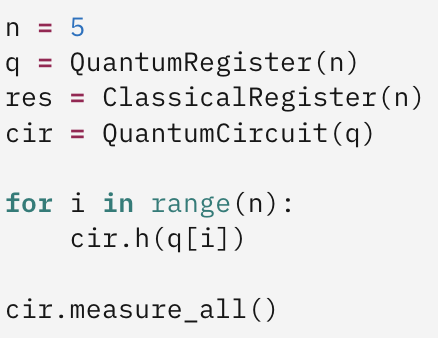 n = 5
q = QuantumRegister(n)
res = ClassicalRegister(n)
cir = QuantumCircuit(q)
for i in range(n):
    cir.h(q[i])
cir.measure_all()